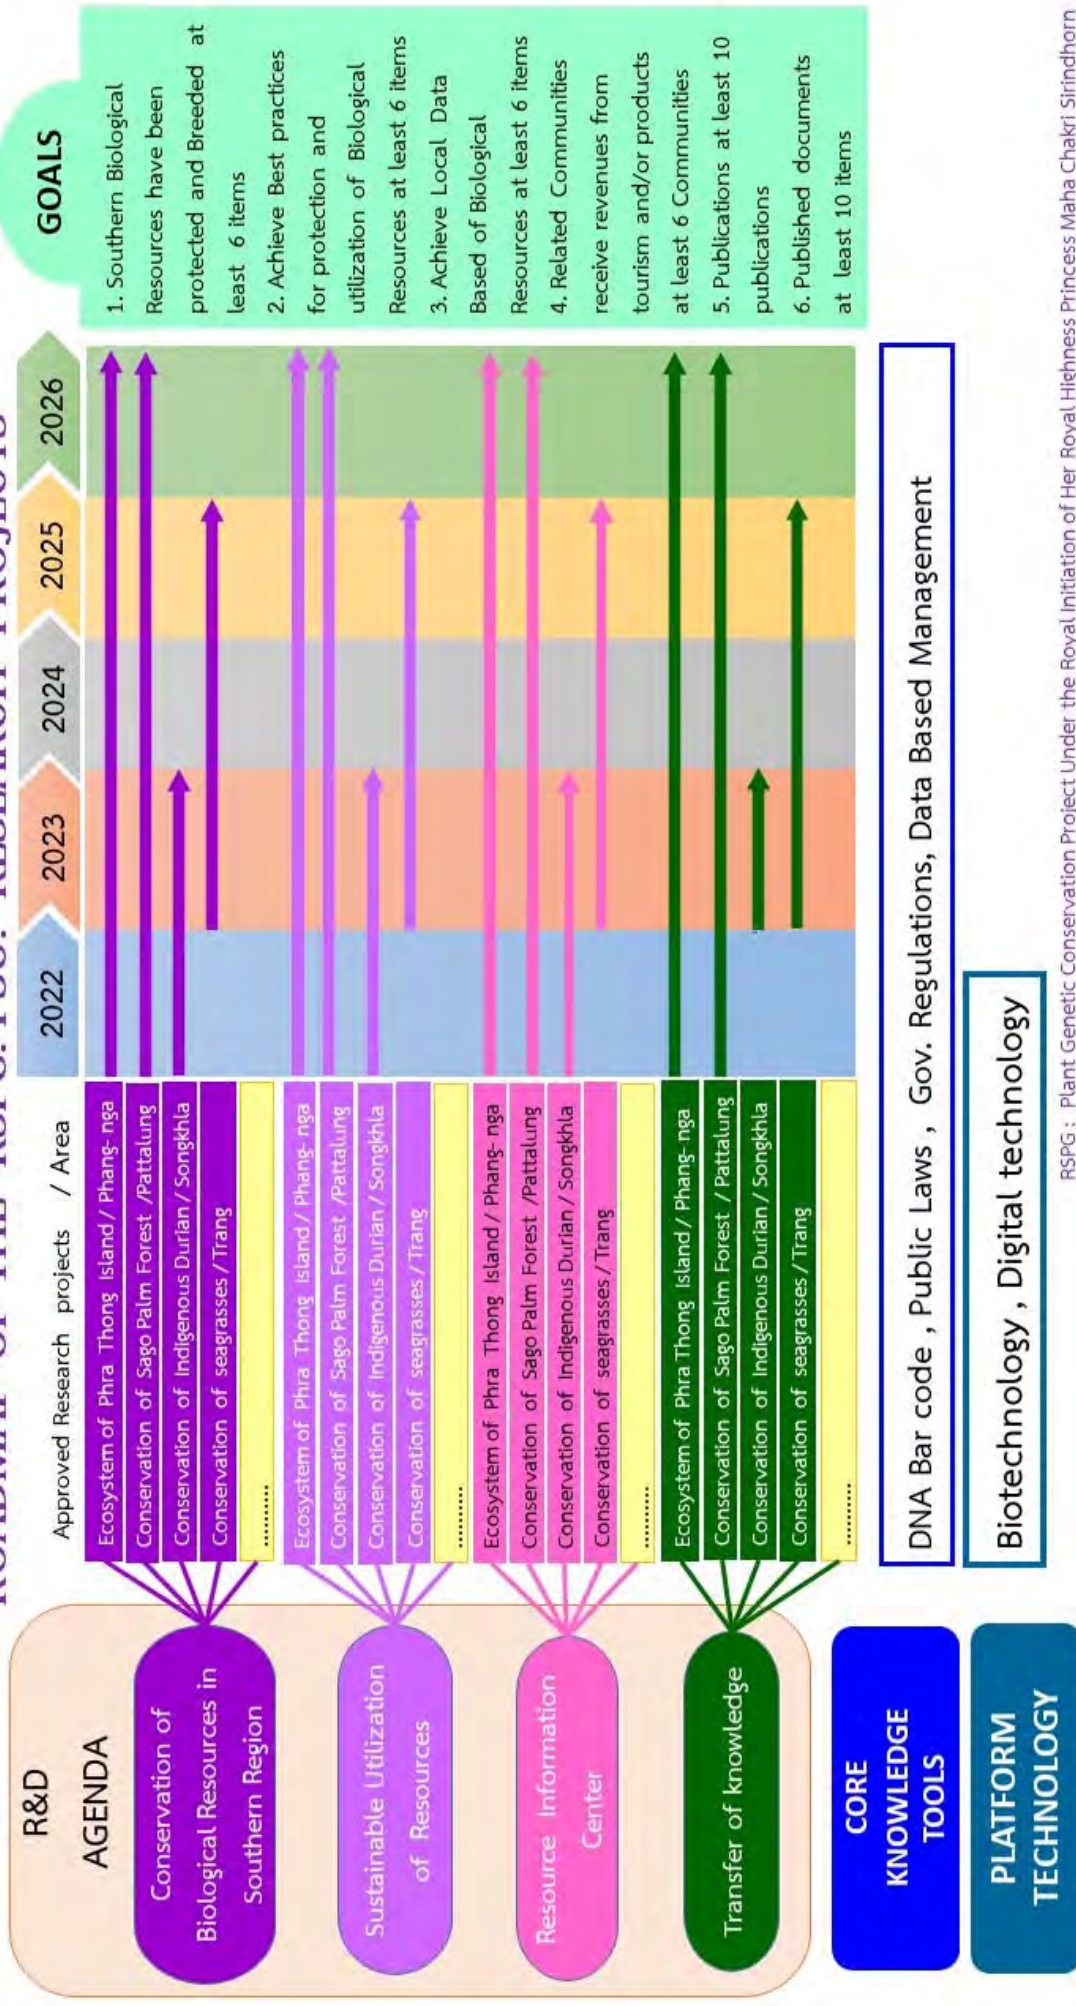 ROADMAP OF THE RSPG: PSU. RESEARCH PROJECTS
R&D
AGENDA
Approved Research projects / Area
2022
2023
2024
2025
2026
GOALS
Conservation of
Biological Resources in
Southern Region
Ecosystem of Phra Thong Island / Phang- nga
Conservation of Sago Palm Forest /Pattalung
Conservation of Indigenous Durian / Songkhla
Conservation of seagrasses / Trang
..........
Sustainable Utilization
of Resources
Ecosystem of Phra Thong Island / Phang- nga
Conservation of Sago Palm Forest /Pattalung
Conservation of Indigenous Durian / Songkhla
Conservation of seagrasses / Trang
..........
Resource Information
Center
Ecosystem of Phra Thong Island / Phang- nga
Conservation of Sago Palm Forest /Pattalung
Conservation of Indigenous Durian / Songkhla
Conservation of seagrasses / Trang
..........
Transfer of knowledge
Ecosystem of Phra Thong Island / Phang- nga
Conservation of Sago Palm Forest / Pattalung
Conservation of Indigenous Durian / Songkhla
Conservation of seagrasses / Trang
..........
1. Southern Biological
Resources have been
protected and Breeded at
least 6 items
2. Achieve Best practices
for protection and
utilization of Biological
Resources at least 6 items
3. Achieve Local Data
Based of Biological
Resources at least 6 items
4. Related Communities
receive revenues from
tourism and/or products
at least 6 Communities
5. Publications at least 10
publications
6. Published documents
at least 10 items
CORE
KNOWLEDGE
TOOLS
DNA Bar code , Public Laws , Gov. Regulations, Data Based Management
PLATFORM
TECHNOLOGY
Biotechnology , Digital technology
RSPG : Plant Genetic Conservation Project Under the Royal Initiation of Her Royal Highness Princess Maha Chakri Sirindhorn